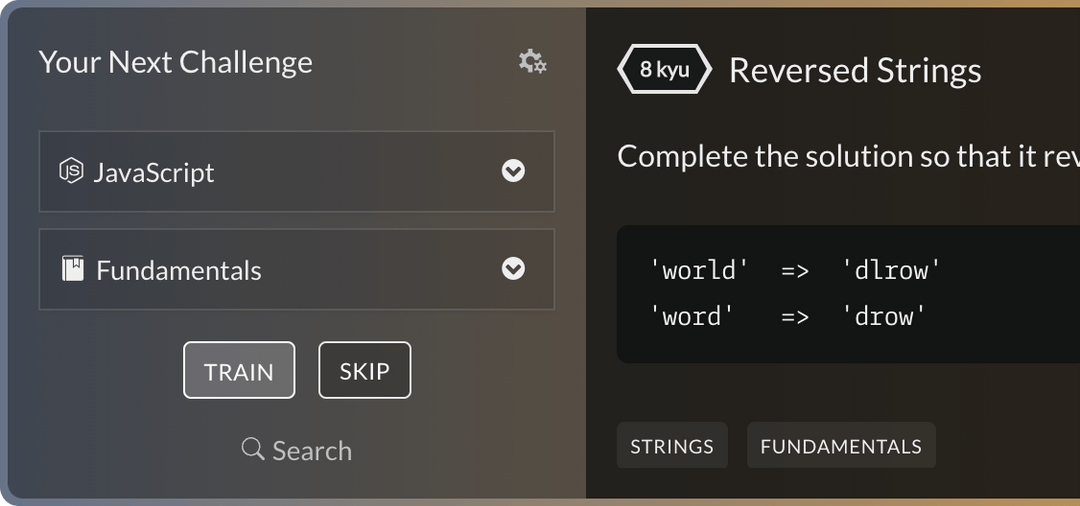 Your Next Challenge
JS JavaScript
Fundamentals
TRAIN SKIP
Search
8 kyu Reversed Strings
Complete the solution so that it
'world' => 'dlrow'
'word' => 'drow'
STRINGS FUNDAMENTALS